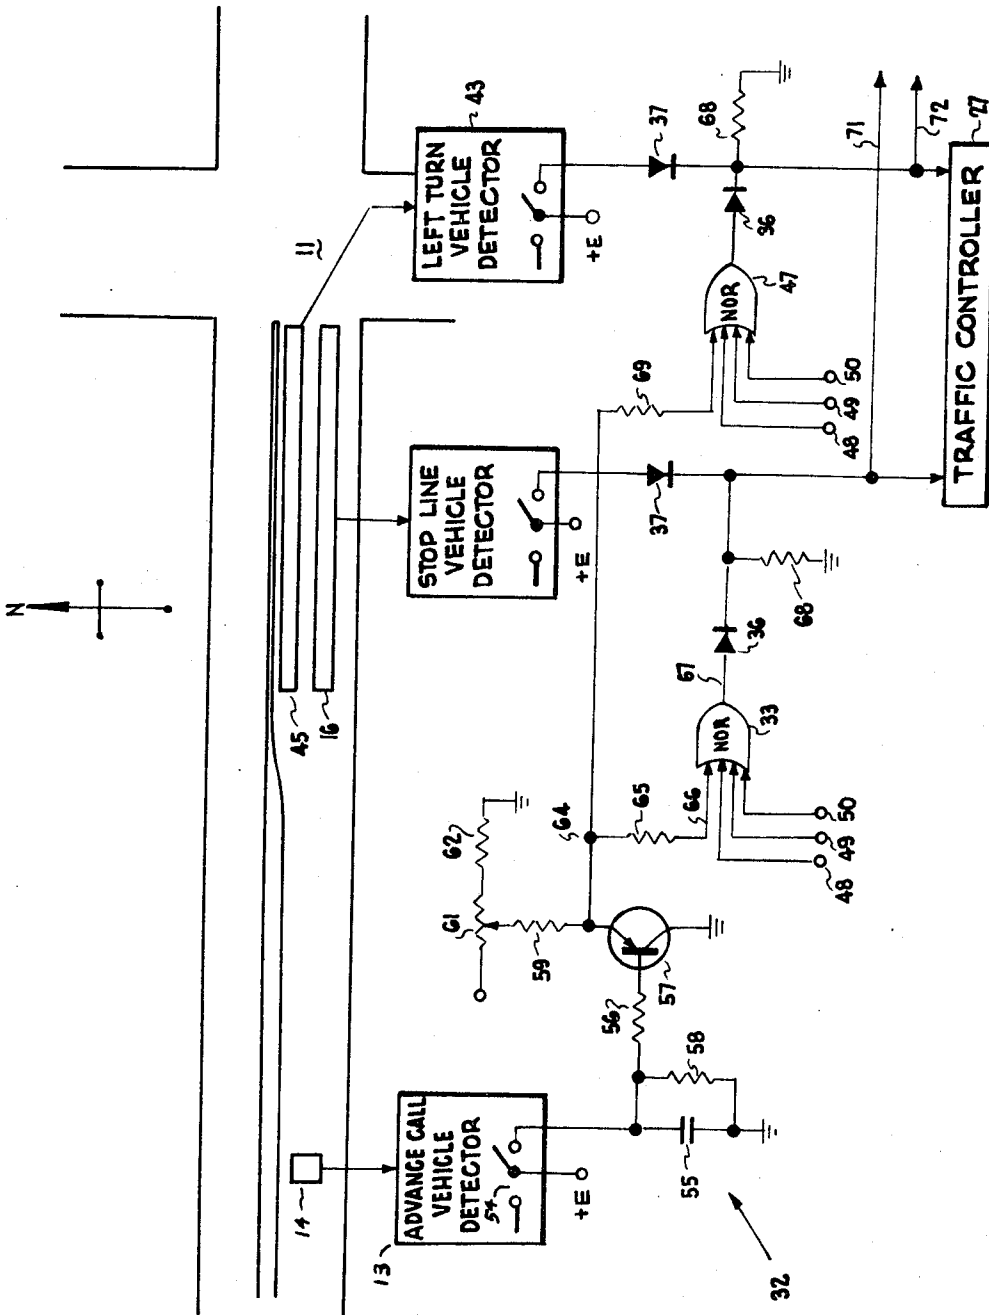 N
11
14
45
16
13
ADVANCE CALL
VEHICLE
DETECTOR
54
+E
STOP LINE
VEHICLE
DETECTOR
+E
LEFT TURN
VEHICLE
DETECTOR
+E
43
61
62
59
64
65
66
69
56
57
58
55
32
NOR
33
67
36
37
68
48
49
50
NOR
47
36
37
68
48
49
50
71
72
TRAFFIC CONTROLLER
27